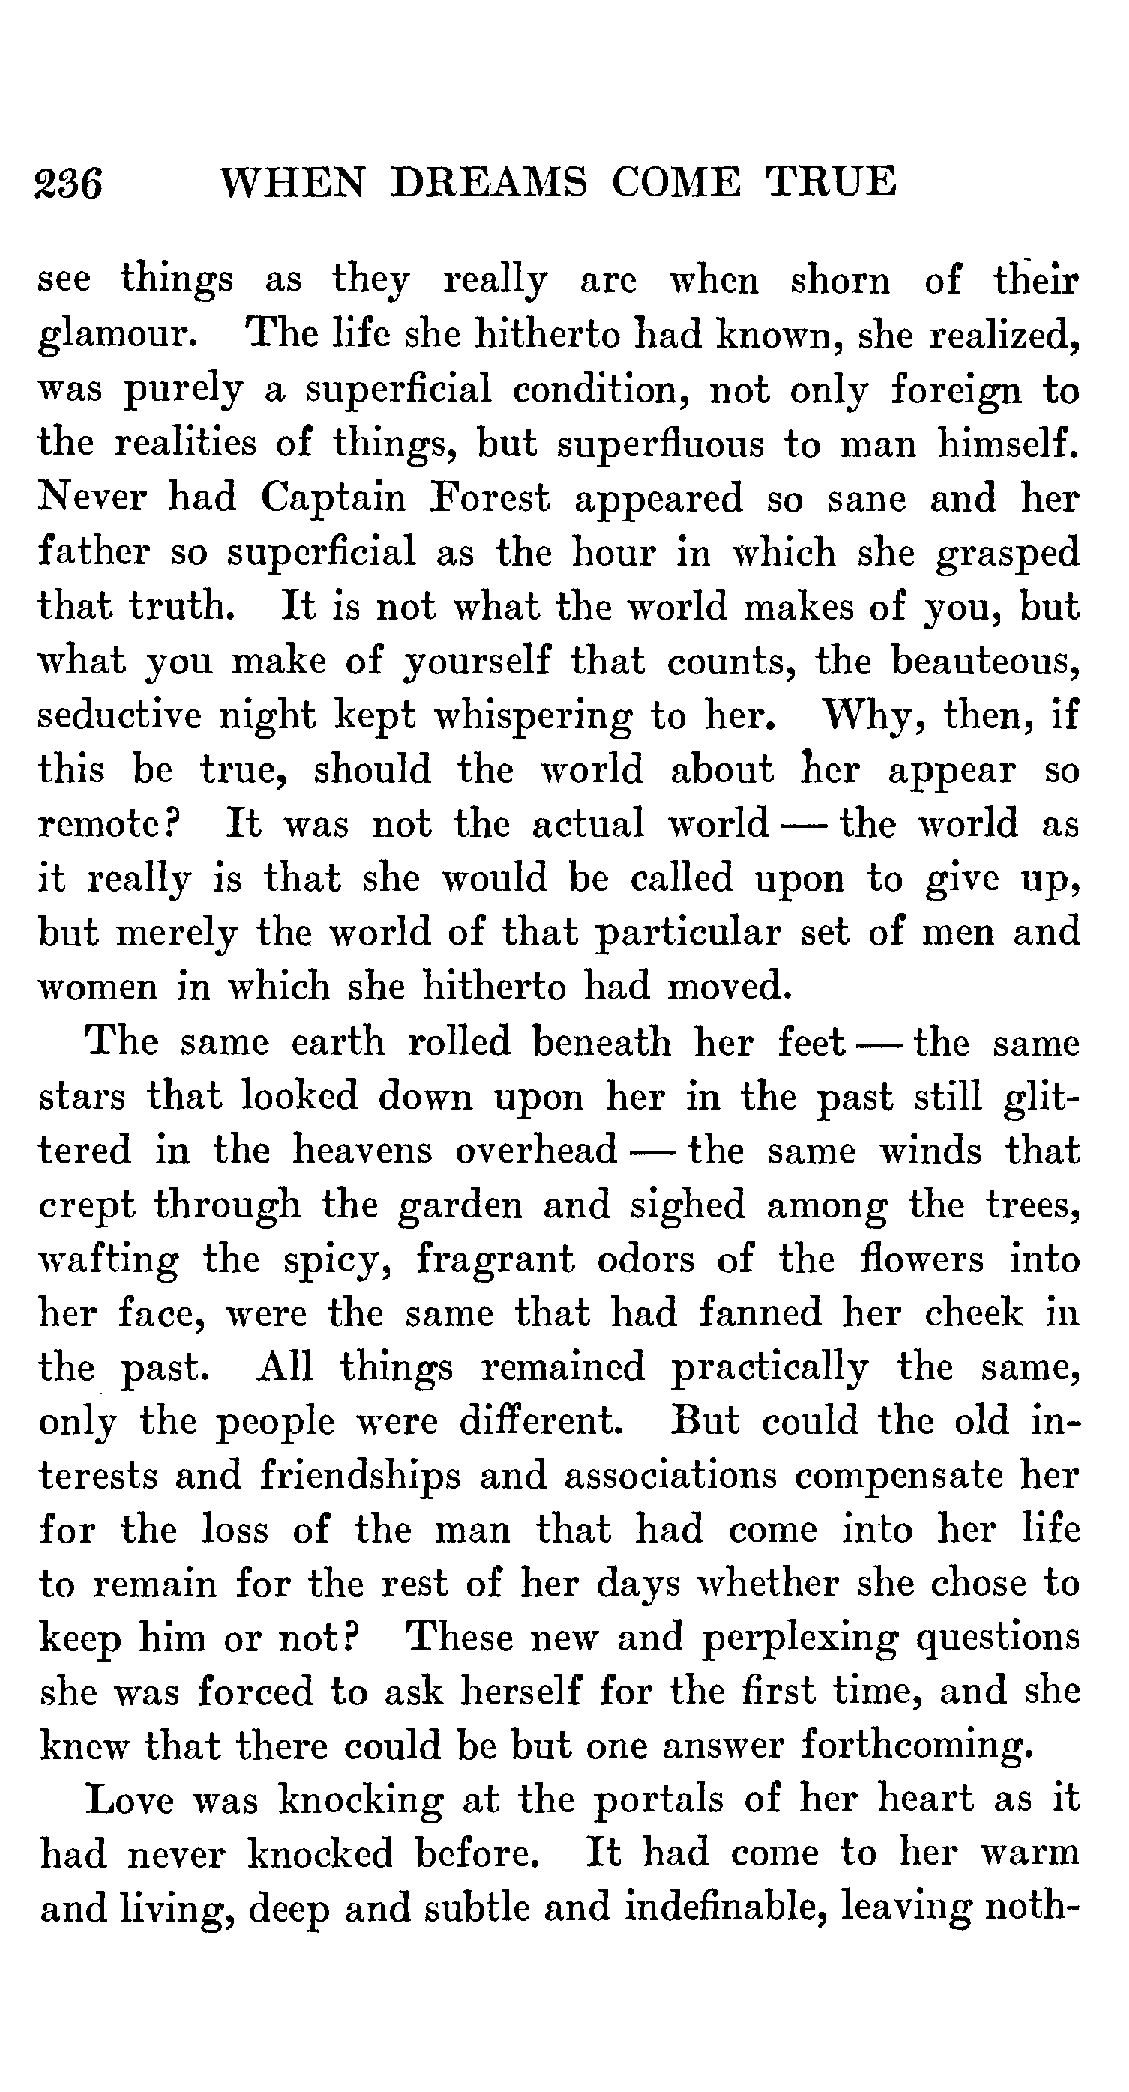 236 WHEN DREAMS COME TRUE
see things as they really are when shorn of their
glamour. The life she hitherto had known, she realized,
was purely a superficial condition, not only foreign to
the realities of things, but superfluous to man himself.
Never had Captain Forest appeared so sane and her
father so superficial as the hour in which she grasped
that truth. It is not what the world makes of you, but
what you make of yourself that counts, the beauteous,
seductive night kept whispering to her. Why, then, if
this be true, should the world about her appear so
remote? It was not the actual world — the world as
it really is that she would be called upon to give up,
but merely the world of that particular set of men and
women in which she hitherto had moved.
The same earth rolled beneath her feet — the same
stars that looked down upon her in the past still glit-
tered in the heavens overhead — the same winds that
crept through the garden and sighed among the trees,
wafting the spicy, fragrant odors of the flowers into
her face, were the same that had fanned her cheek in
the past. All things remained practically the same,
only the people were different. But could the old in-
terests and friendships and associations compensate her
for the loss of the man that had come into her life
to remain for the rest of her days whether she chose to
keep him or not? These new and perplexing questions
she was forced to ask herself for the first time, and she
knew that there could be but one answer forthcoming.
Love was knocking at the portals of her heart as it
had never knocked before. It had come to her warm
and living, deep and subtle and indefinable, leaving noth-